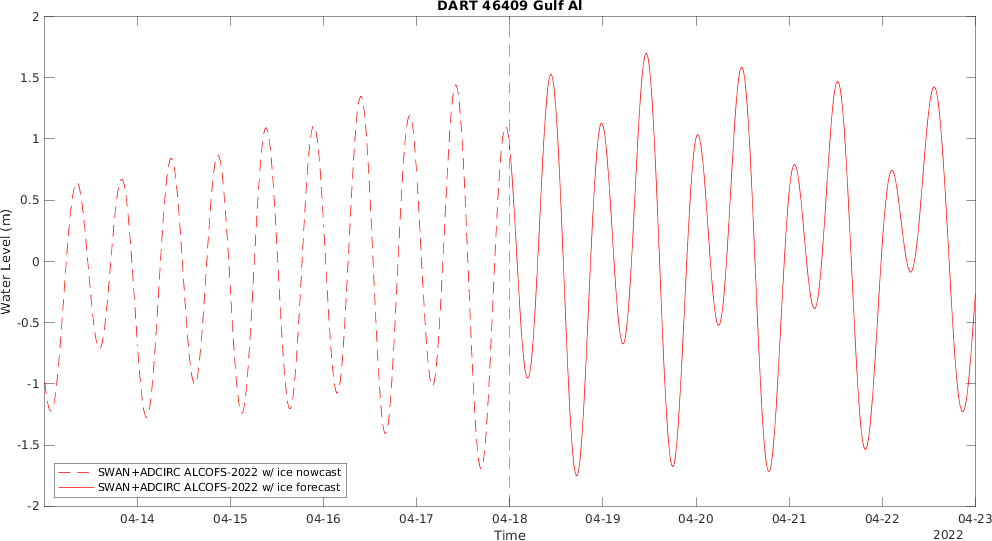 DART 46409 Gulf Al
2
1.5
1
0.5
0
-0.5
-1
-1.5
-2
Water Level (m)
SWAN+ADCIRC ALCOFS-2022 w/ ice nowcast
SWAN+ADCIRC ALCOFS-2022 w/ ice forecast
04-14 04-15 04-16 04-17 04-18 04-19 04-20 04-21 04-22 04-23
Time
2022